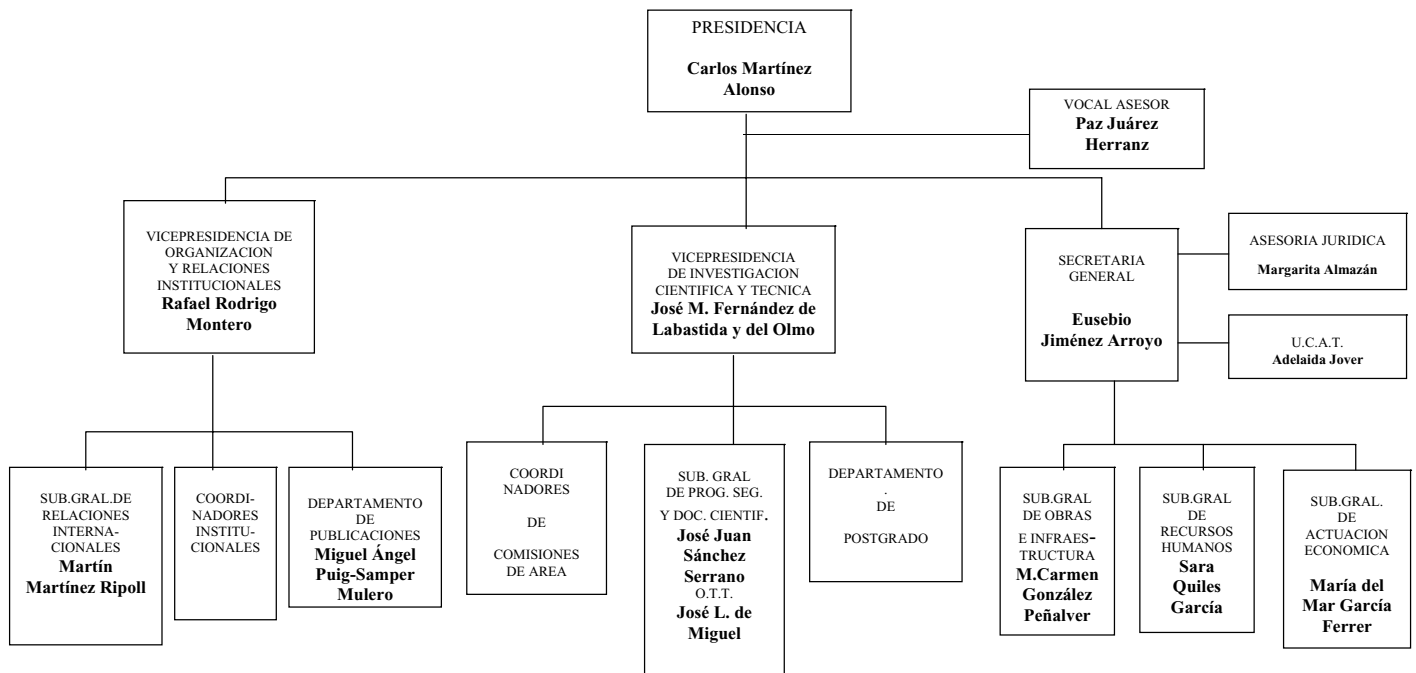 PRESIDENCIA
Carlos Martínez
Alonso
VOCAL ASESOR
Paz Juárez
Herranz
VICEPRESIDENCIA DE
ORGANIZACION
Y RELACIONES
INSTITUCIONALES
Rafael Rodrigo
Montero
VICEPRESIDENCIA
DE INVESTIGACION
CIENTIFICA Y TECNICA
José M. Fernández de
Labastida y del Olmo
SECRETARIA
GENERAL
Eusebio
Jiménez Arroyo
ASESORIA JURIDICA
Margarita Almazán
U.C.A.T.
Adelaida Jover
SUB.GRAL.DE
RELACIONES
INTERNA-
CIONALES
Martín
Martínez Ripoll
COORDI-
NADORES
INSTITU-
CIONALES
DEPARTAMENTO
DE
PUBLICACIONES
Miguel Ángel
Puig-Samper
Mulero
COORDI
NADORES
DE
COMISIONES
DE AREA
SUB. GRAL
DE PROG. SEG.
Y DOC. CIENTIF.
José Juan
Sánchez
Serrano
O.T.T.
José L. de
Miguel
DEPARTAMENTO
.
DE
POSTGRADO
SUB.GRAL
DE OBRAS
E INFRAES-
TRUCTURA
M.Carmen
González
Peñalver
SUB.GRAL
DE
RECURSOS
HUMANOS
Sara
Quiles
García
SUB.GRAL.
DE
ACTUACION
ECONOMICA
María del
Mar García
Ferrer